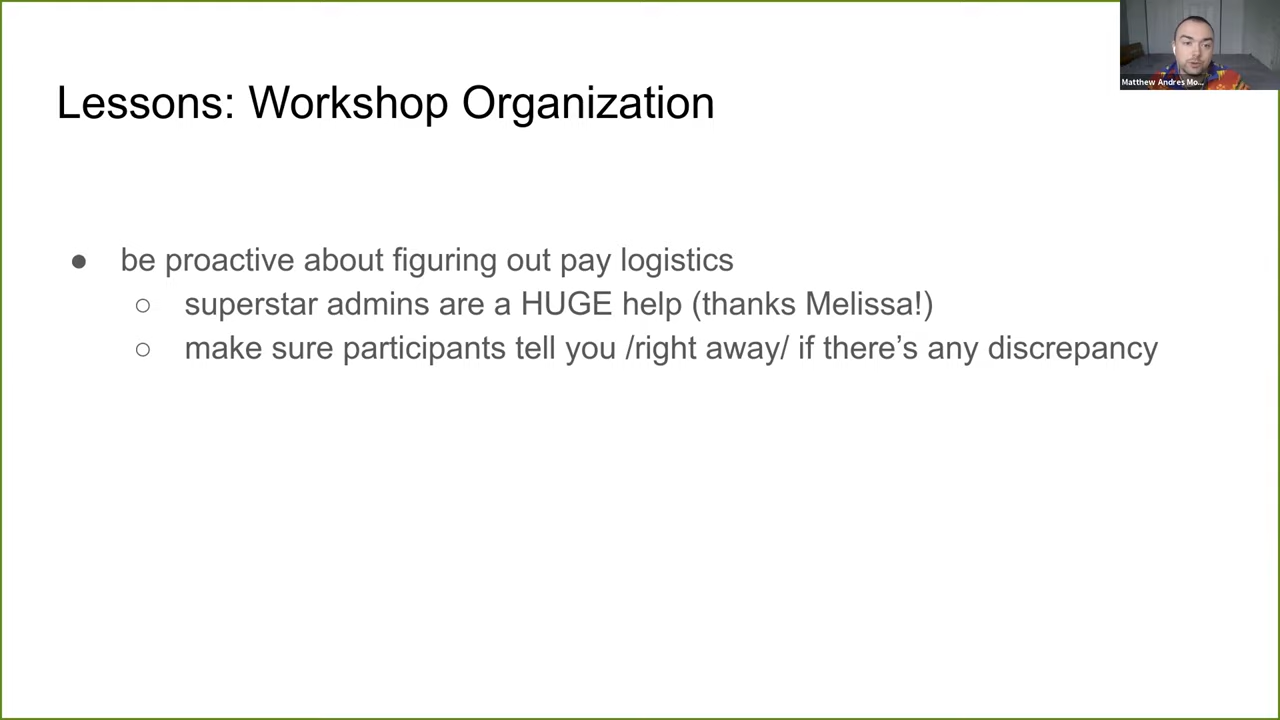 Matthew Andres Mo...
Lessons: Workshop Organization
● be proactive about figuring out pay logistics
○ superstar admins are a HUGE help (thanks Melissa!)
○ make sure participants tell you /right away/ if there’s any discrepancy